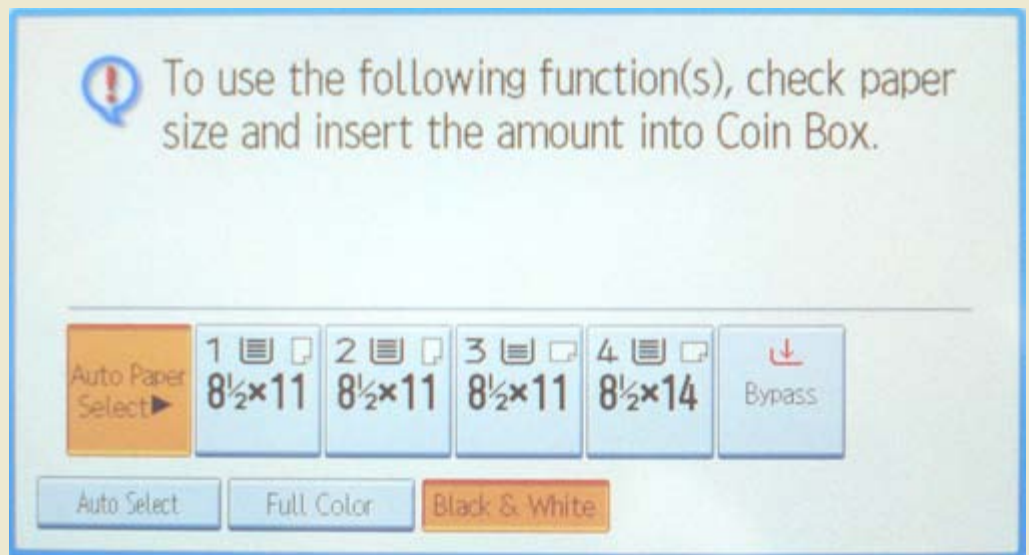 To use the following function(s), check paper
size and insert the amount into Coin Box.
Auto Paper
Select▶
1
8½×11
2
8½×11
3
8½×11
4
8½×14
Bypass
Auto Select
Full Color
Black & White